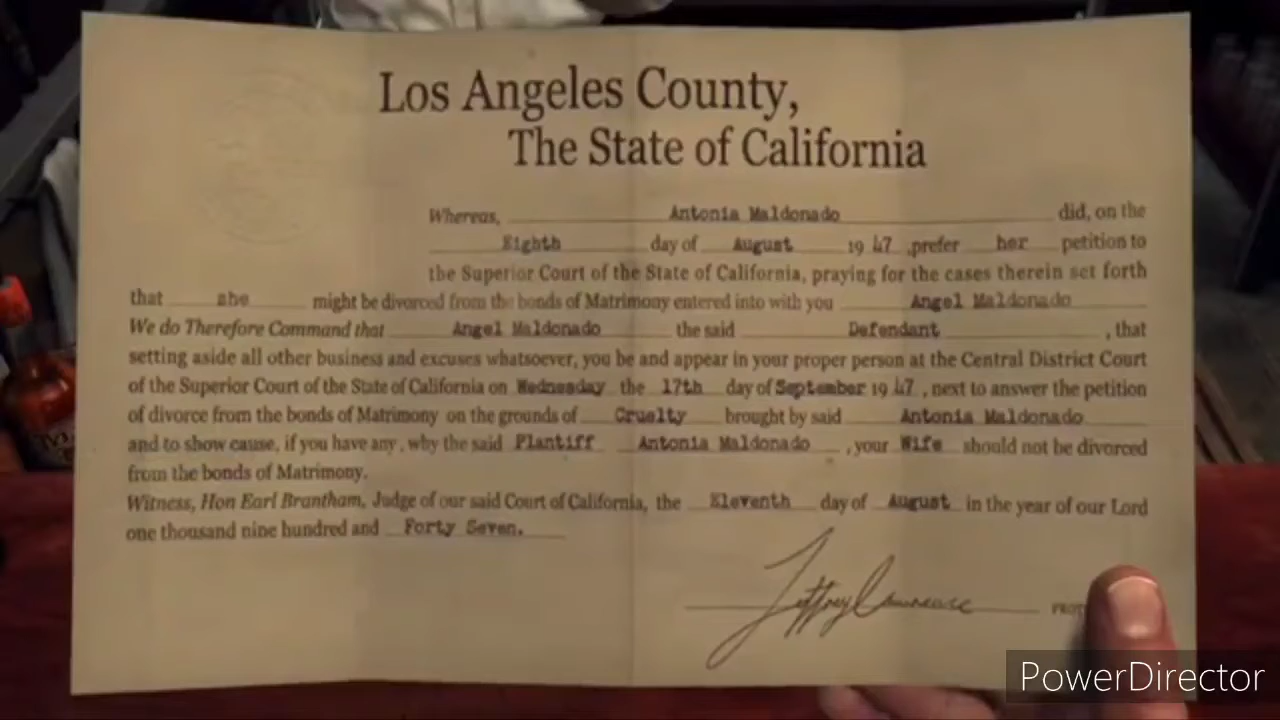 Los Angeles County,
The State of California
Whereas, Antonia Maldonado did, on the
Eighth day of August 19 47 ,prefer her petition to
the Superior Court of the State of California, praying for the cases therein set forth
that she might be divorced from the bonds of Matrimony entered into with you Angel Maldonado
We do Therefore Command that Angel Maldonado the said Defendant , that
setting aside all other business and excuses whatsoever, you be and appear in your proper person at the Central District Court
of the Superior Court of the State of California on Wednesday the 17th day of September 19 47 , next to answer the petition
of divorce from the bonds of Matrimony on the grounds of Cruelty brought by said Antonia Maldonado
and to show cause, if you have any , why the said Plantiff Antonia Maldonado , your Wife should not be divorced
from the bonds of Matrimony.
Witness, Hon Earl Brantham, Judge of our said Court of California, the Eleventh day of August in the year of our Lord
one thousand nine hundred and Forty Seven.
Jeffrey Lawrence
PowerDirector